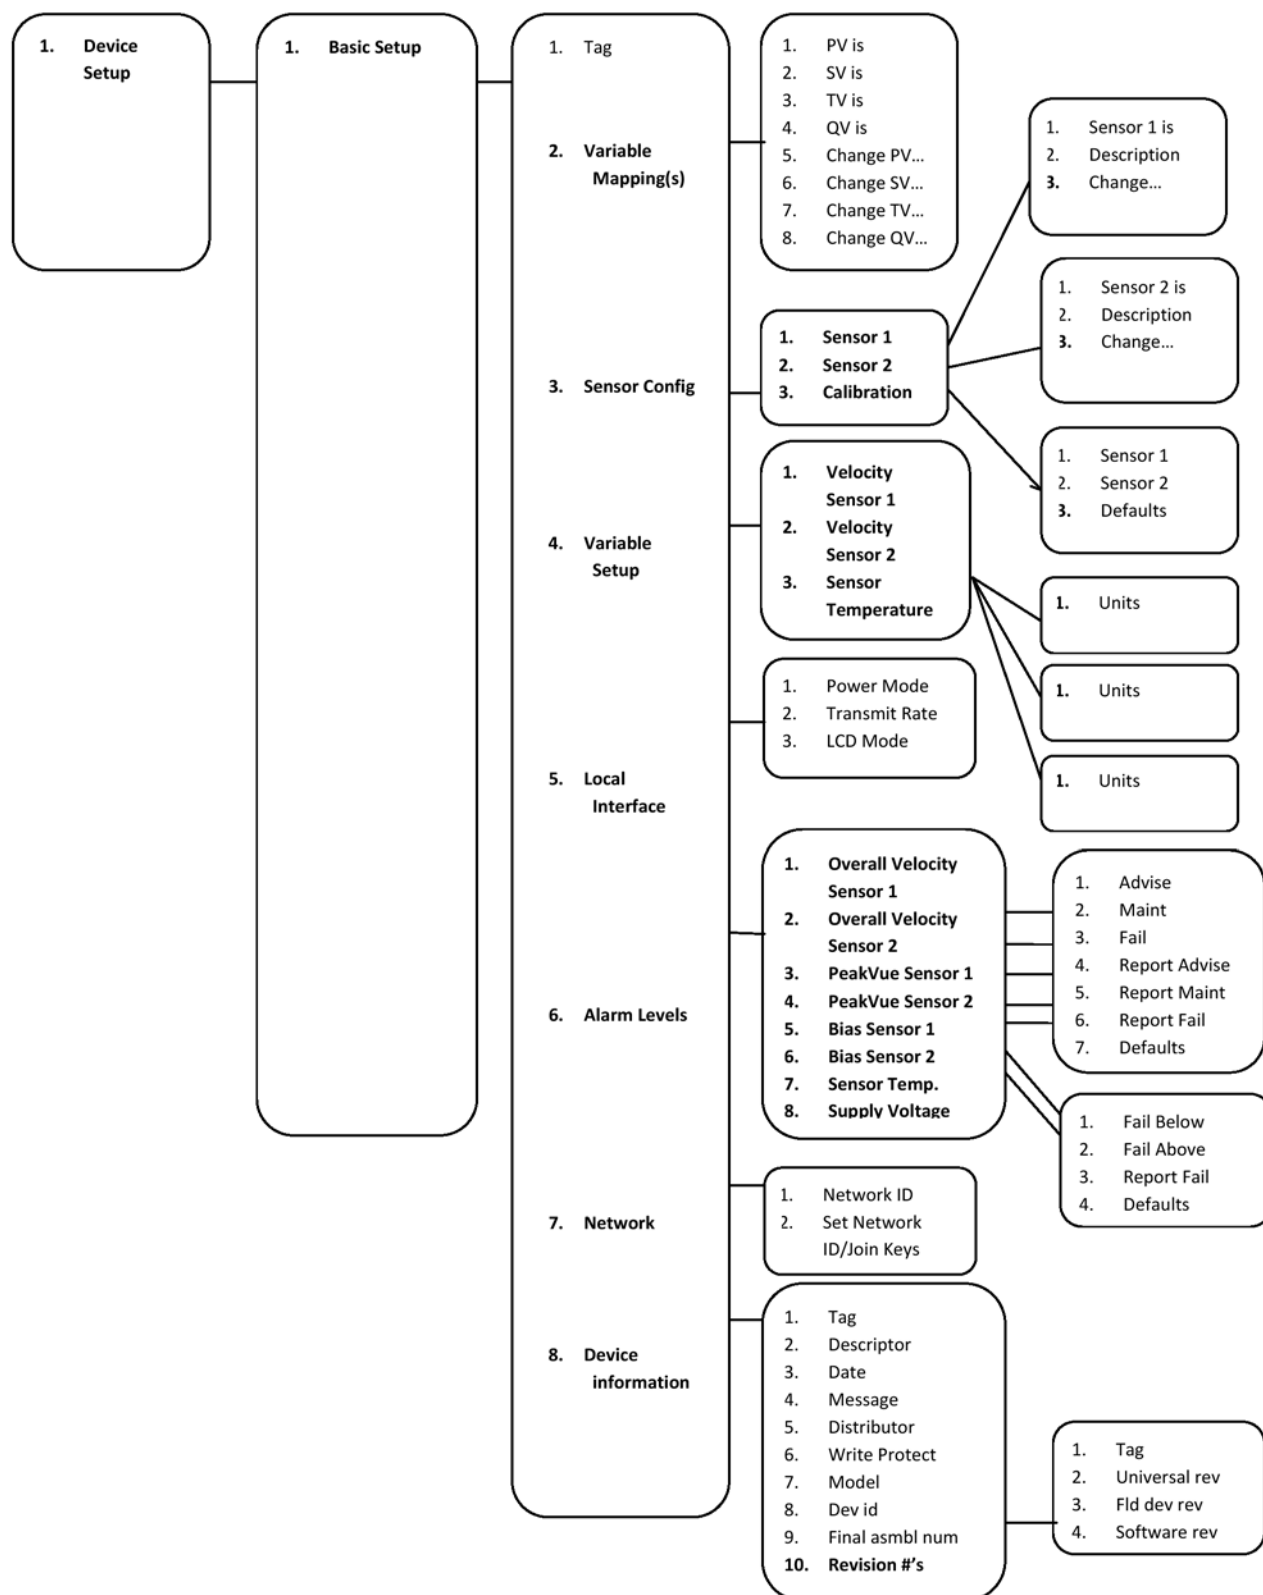 1. Device
Setup
1. Basic Setup
1. Tag
2. Variable
Mapping(s)
3. Sensor Config
4. Variable
Setup
5. Local
Interface
6. Alarm Levels
7. Network
8. Device
information
1. PV is
2. SV is
3. TV is
4. QV is
5. Change PV...
6. Change SV...
7. Change TV...
8. Change QV...
1. Sensor 1
2. Sensor 2
3. Calibration
1. Sensor 1 is
2. Description
3. Change...
1. Sensor 2 is
2. Description
3. Change...
1. Sensor 1
2. Sensor 2
3. Defaults
1. Velocity
Sensor 1
2. Velocity
Sensor 2
3. Sensor
Temperature
1. Units
1. Units
1. Units
1. Power Mode
2. Transmit Rate
3. LCD Mode
1. Overall Velocity
Sensor 1
2. Overall Velocity
Sensor 2
3. PeakVue Sensor 1
4. PeakVue Sensor 2
5. Bias Sensor 1
6. Bias Sensor 2
7. Sensor Temp.
8. Supply Voltage
1. Advise
2. Maint
3. Fail
4. Report Advise
5. Report Maint
6. Report Fail
7. Defaults
1. Fail Below
2. Fail Above
3. Report Fail
4. Defaults
1. Network ID
2. Set Network
ID/Join Keys
1. Tag
2. Descriptor
3. Date
4. Message
5. Distributor
6. Write Protect
7. Model
8. Dev id
9. Final asmbl num
10. Revision #'s
1. Tag
2. Universal rev
3. Fld dev rev
4. Software rev